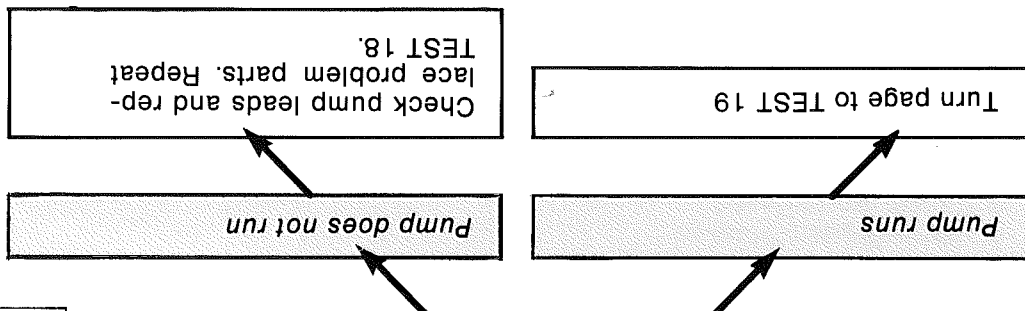 Pump runs
Pump does not run
Turn page to TEST 19
Check pump leads and rep-
lace problem parts. Repeat
TEST 18.